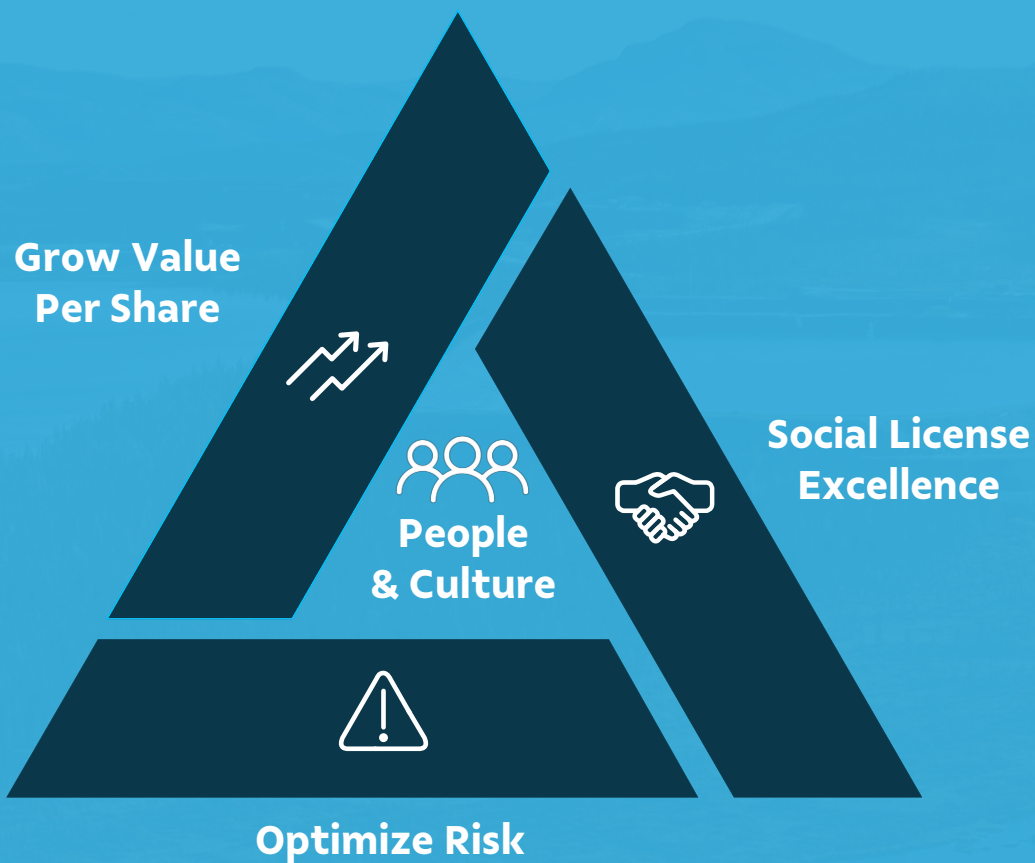 Grow Value
Per Share
Social License
Excellence
People
& Culture
Optimize Risk